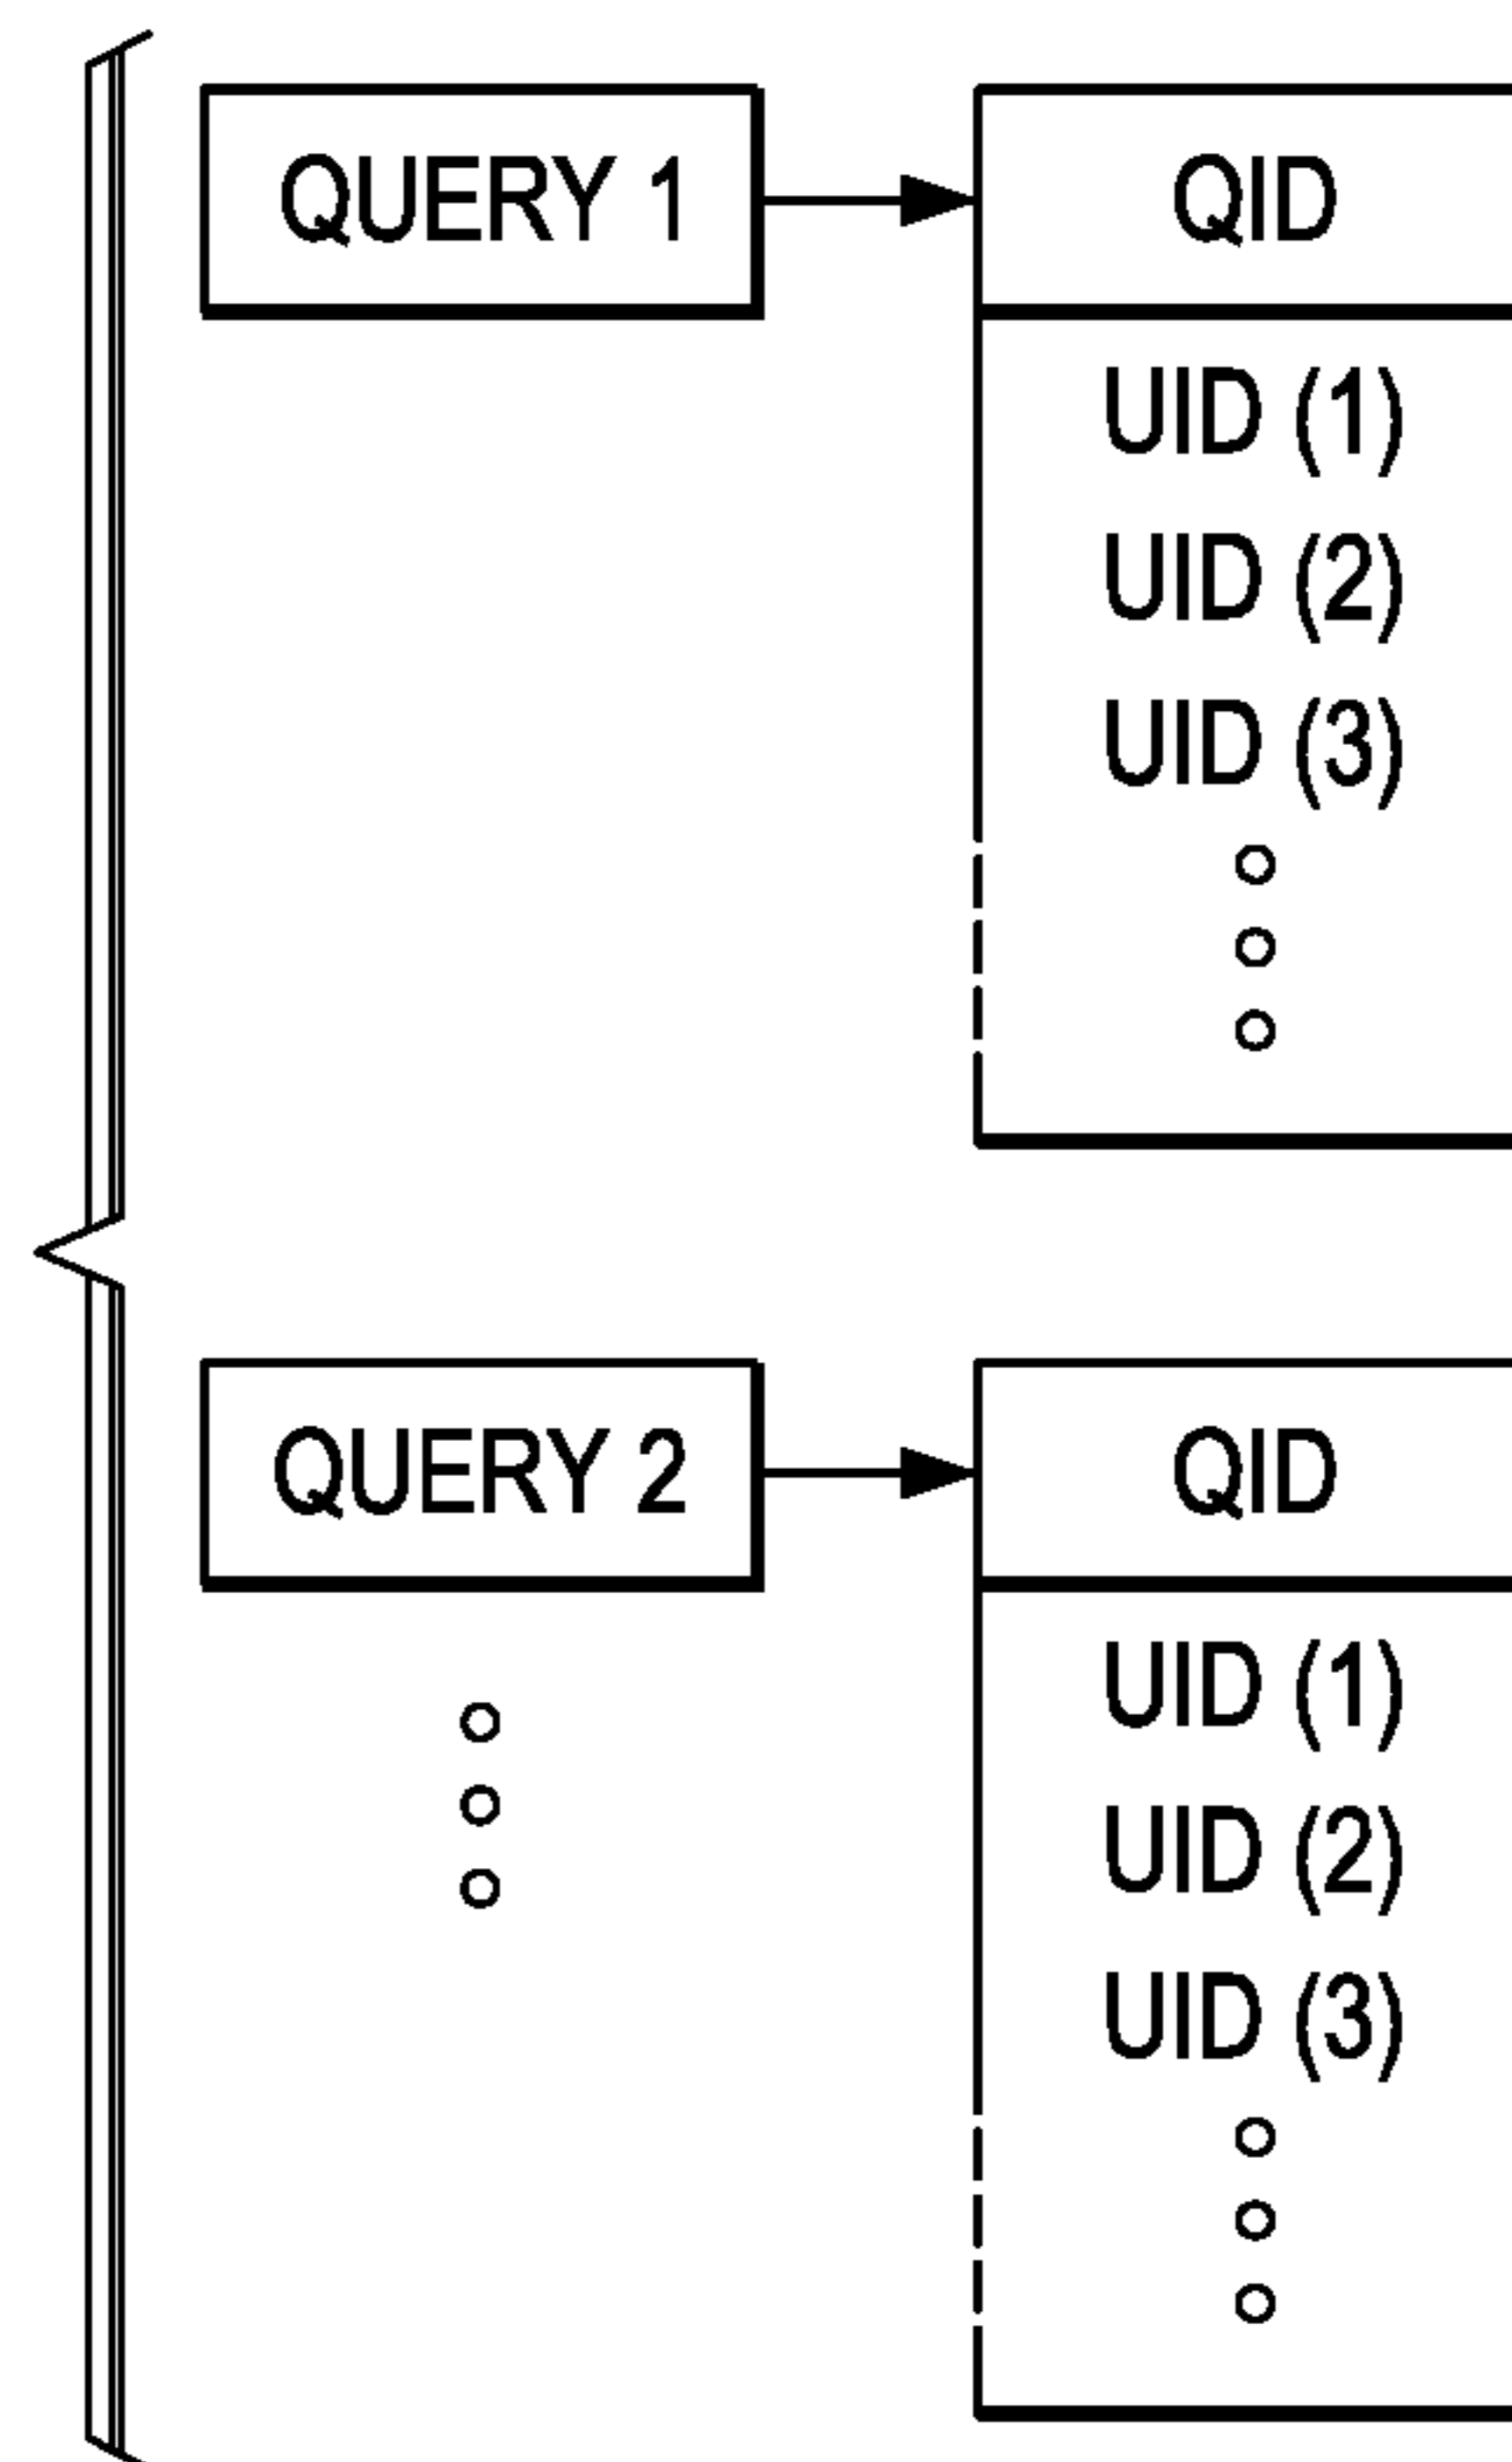 QUERY 1
QID
UID (1)
UID (2)
UID (3)
QUERY 2
QID
UID (1)
UID (2)
UID (3)